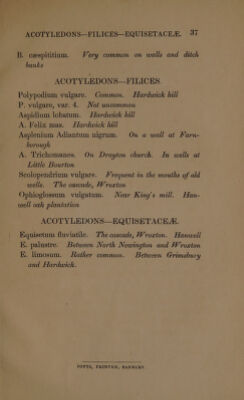 ACOTYLEDONS—FILICES—EQUISETACEÆ. 37
B. cæspititium. Very common on walls and ditch
banks
ACOTYLEDONS—FILICES.
Polypodium vulgare. Common. Hardwick hill
P. vulgare, var. 4. Not uncommon
Aspidium lobatum. Hardwick hill
A. Felix mas. Hardwick hill
Asplenium Adiantum nigrum. On a wall at Farn-
borough
A. Trichomanes. On Drayton church. In wells at
Little Bourton
Scolopendrium vulgare. Frequent in the mouths of old
wells. The cascade, Wroxton
Ophioglossum vulgatum. Near King's mill. Han-
well oak plantation
ACOTYLEDONS—EQUISETACEÆ.
Equisetum fluviatile. The cascade, Wroxton. Hanwell
E. palustre. Between North Newington and Wroxton
E. limosum. Rather common. Between Grimsbury
and Hardwick.
POTTS, PRINTER, BANBURY.